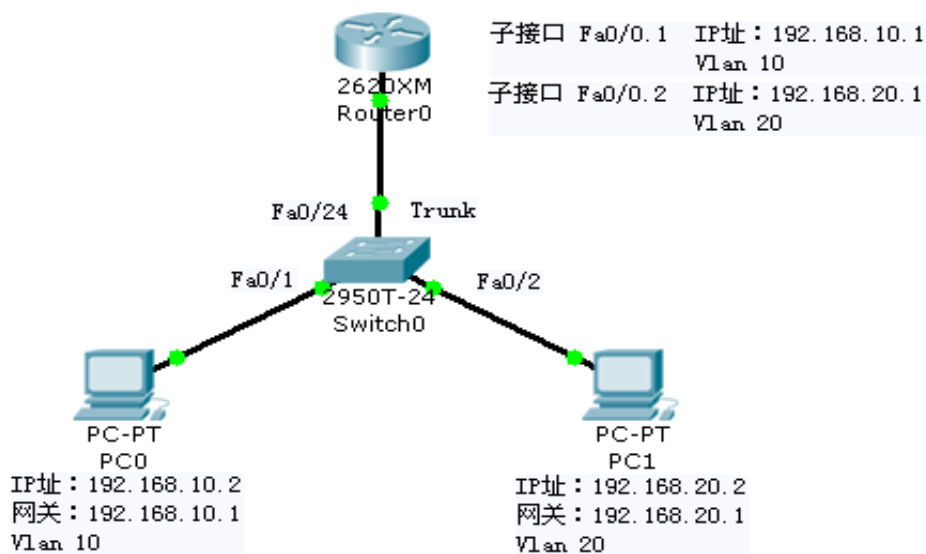 子接口 Fa0/0.1 IP址：192.168.10.1
Vlan 10
子接口 Fa0/0.2 IP址：192.168.20.1
Vlan 20
2620XM
Router0
Fa0/24 Trunk
Fa0/1
Fa0/2
2950T-24
Switch0
PC-PT
PC0
IP址：192.168.10.2
网关：192.168.10.1
Vlan 10
PC-PT
PC1
IP址：192.168.20.2
网关：192.168.20.1
Vlan 20